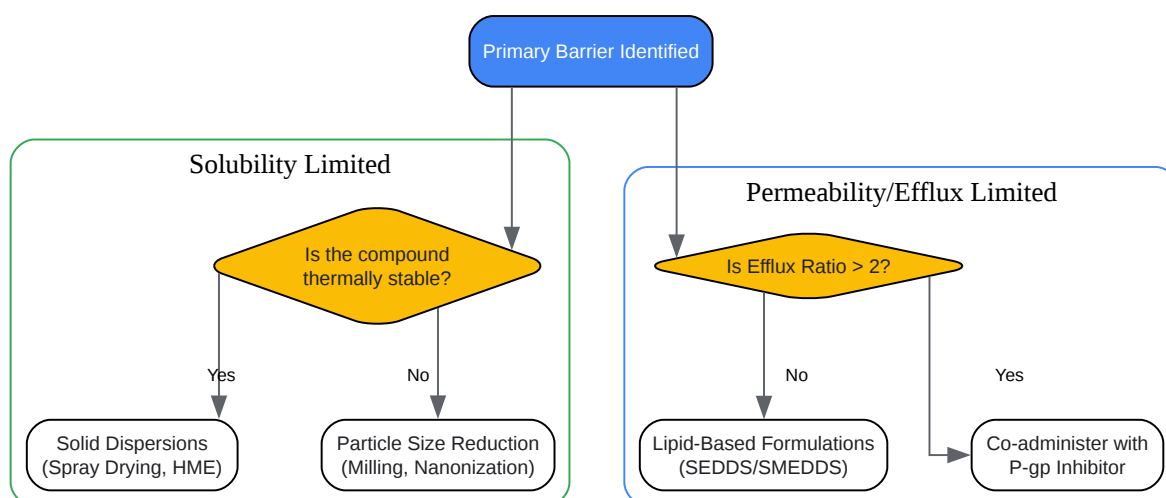 Primary Barrier Identified
Solubility Limited
Is the compound
thermally stable?
Yes
No
Solid Dispersions
(Spray Drying, HME)
Particle Size Reduction
(Milling, Nanonization)
Permeability/Efflux Limited
Is Efflux Ratio > 2?
No
Yes
Lipid-Based Formulations
(SEDDS/SMEDDS)
Co-administer with
P-gp Inhibitor